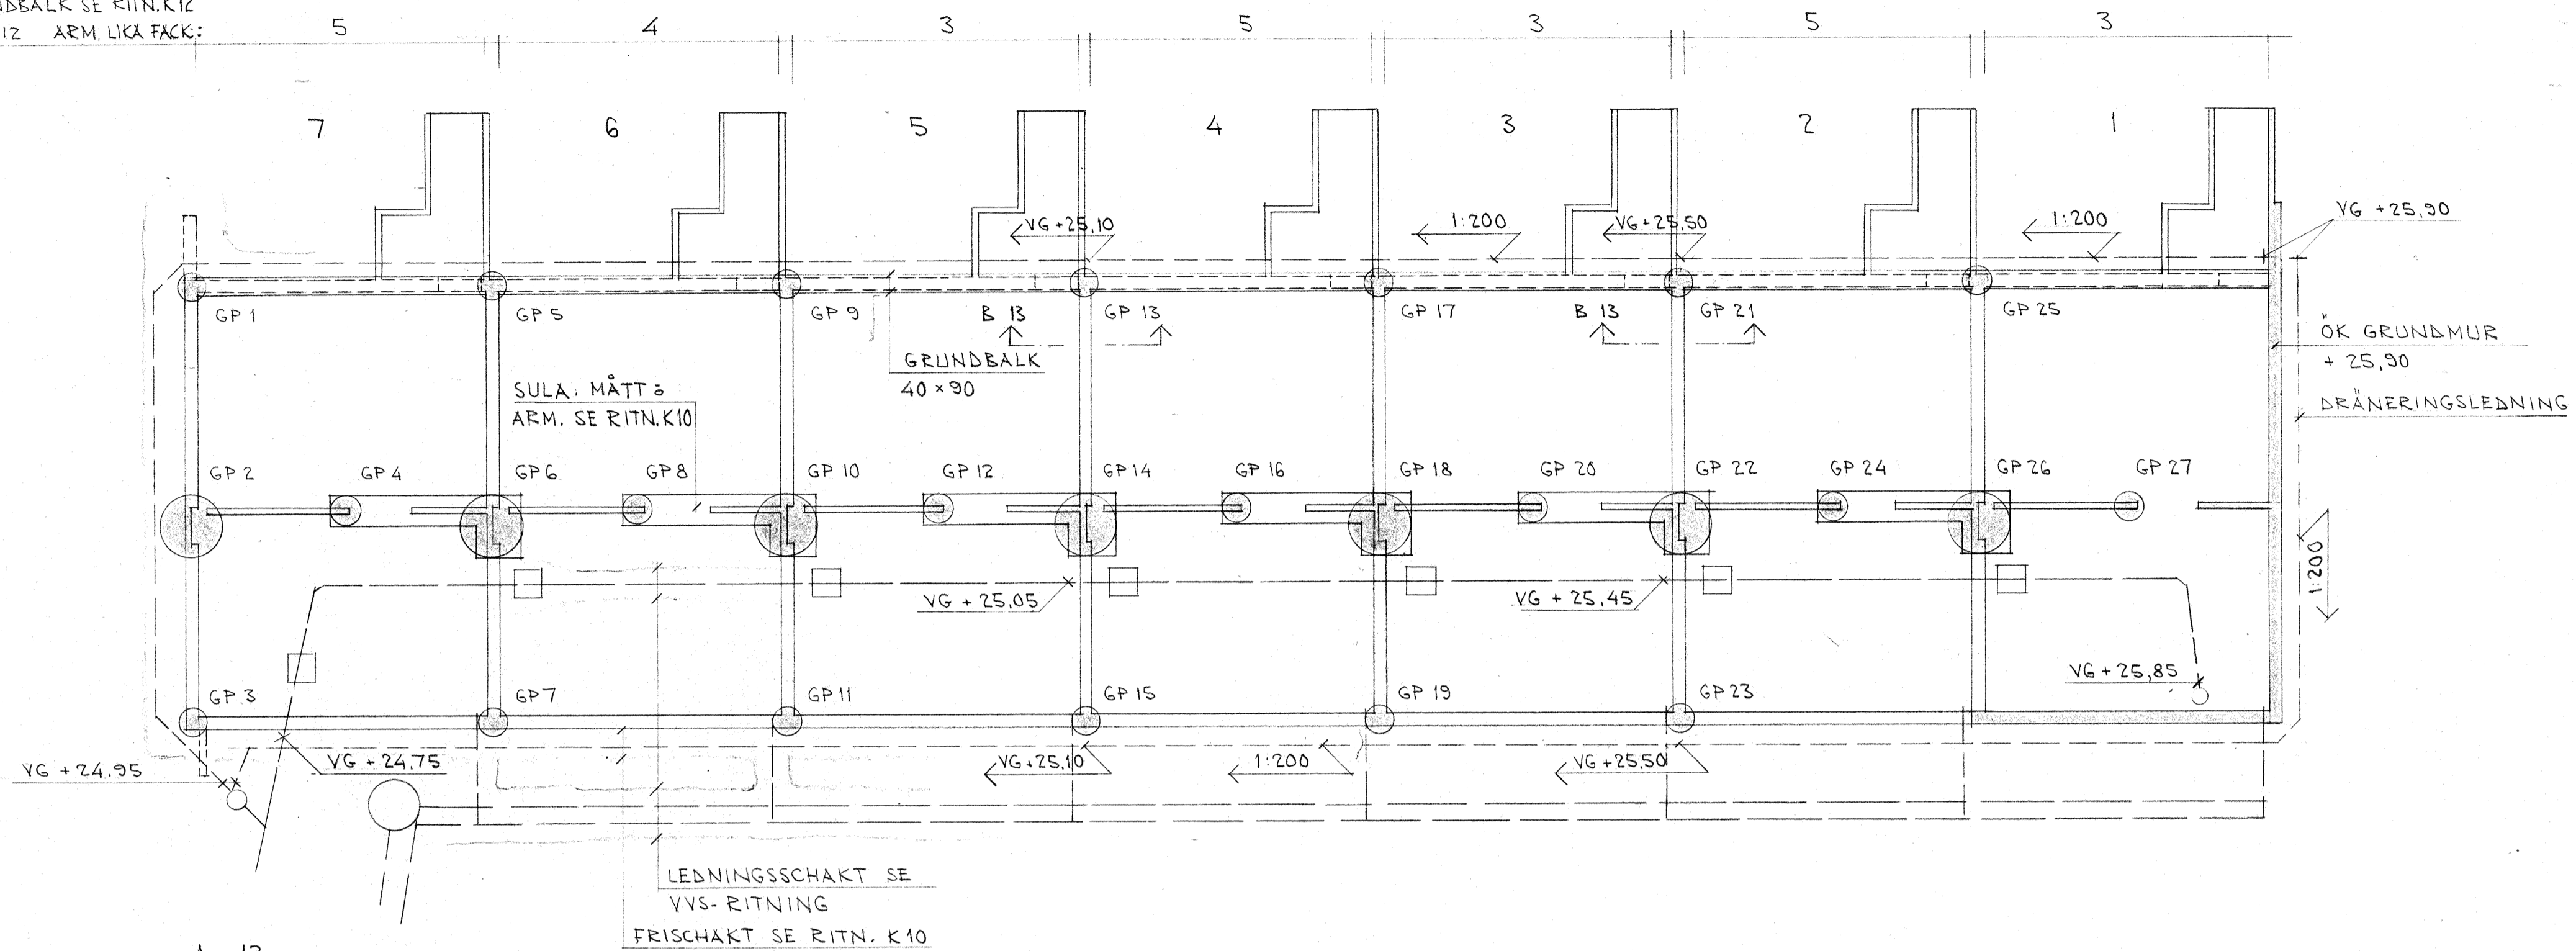 NDBALK SE RITN.K12
12 ARM. LIKA FACK:
5 4 3 5 3 5 3
7 6 5 4 3 2 1
VG +25,10
1:200
VG +25,50
1:200
VG +25,90
GP 1
GP 5
GP 9
B 13
GP 13
GP 17
B 13
GP 21
GP 25
ÖK GRUNDMUR
+ 25,90
DRÄNERINGSLEDNING
GRUNDBALK
40 × 90
SULA: MÅTT O
ARM. SE RITN. K10
GP 2
GP 4
GP 6
GP 8
GP 10
GP 12
GP 14
GP 16
GP 18
GP 20
GP 22
GP 24
GP 26
GP 27
1:200
VG + 25,05
VG + 25,45
VG + 25,85
GP 3
GP 7
GP 11
GP 15
GP 19
GP 23
VG + 24,95
VG + 24,75
VG +25,10
1:200
VG +25,50
LEDNINGSSCHAKT SE
VVS- RITNING
FRISCHAKT SE RITN. K10